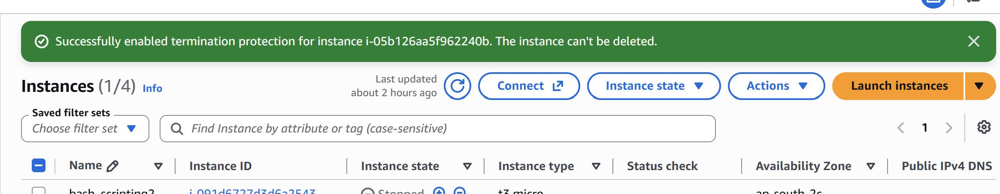 Successfully enabled termination protection for instance i-05b126aa5f962240b. The instance can't be deleted.
Instances (1/4) Info
Last updated
about 2 hours ago
Connect
Instance state
Actions
Launch instances
Saved filter sets
Choose filter set
Find Instance by attribute or tag (case-sensitive)
1
Name
Instance ID
Instance state
Instance type
Status check
Availability Zone
Public IPv4 DNS
bash_scripting2
i-091d6727d3d6a2543
Stopped
t3.micro
ap-south-2c